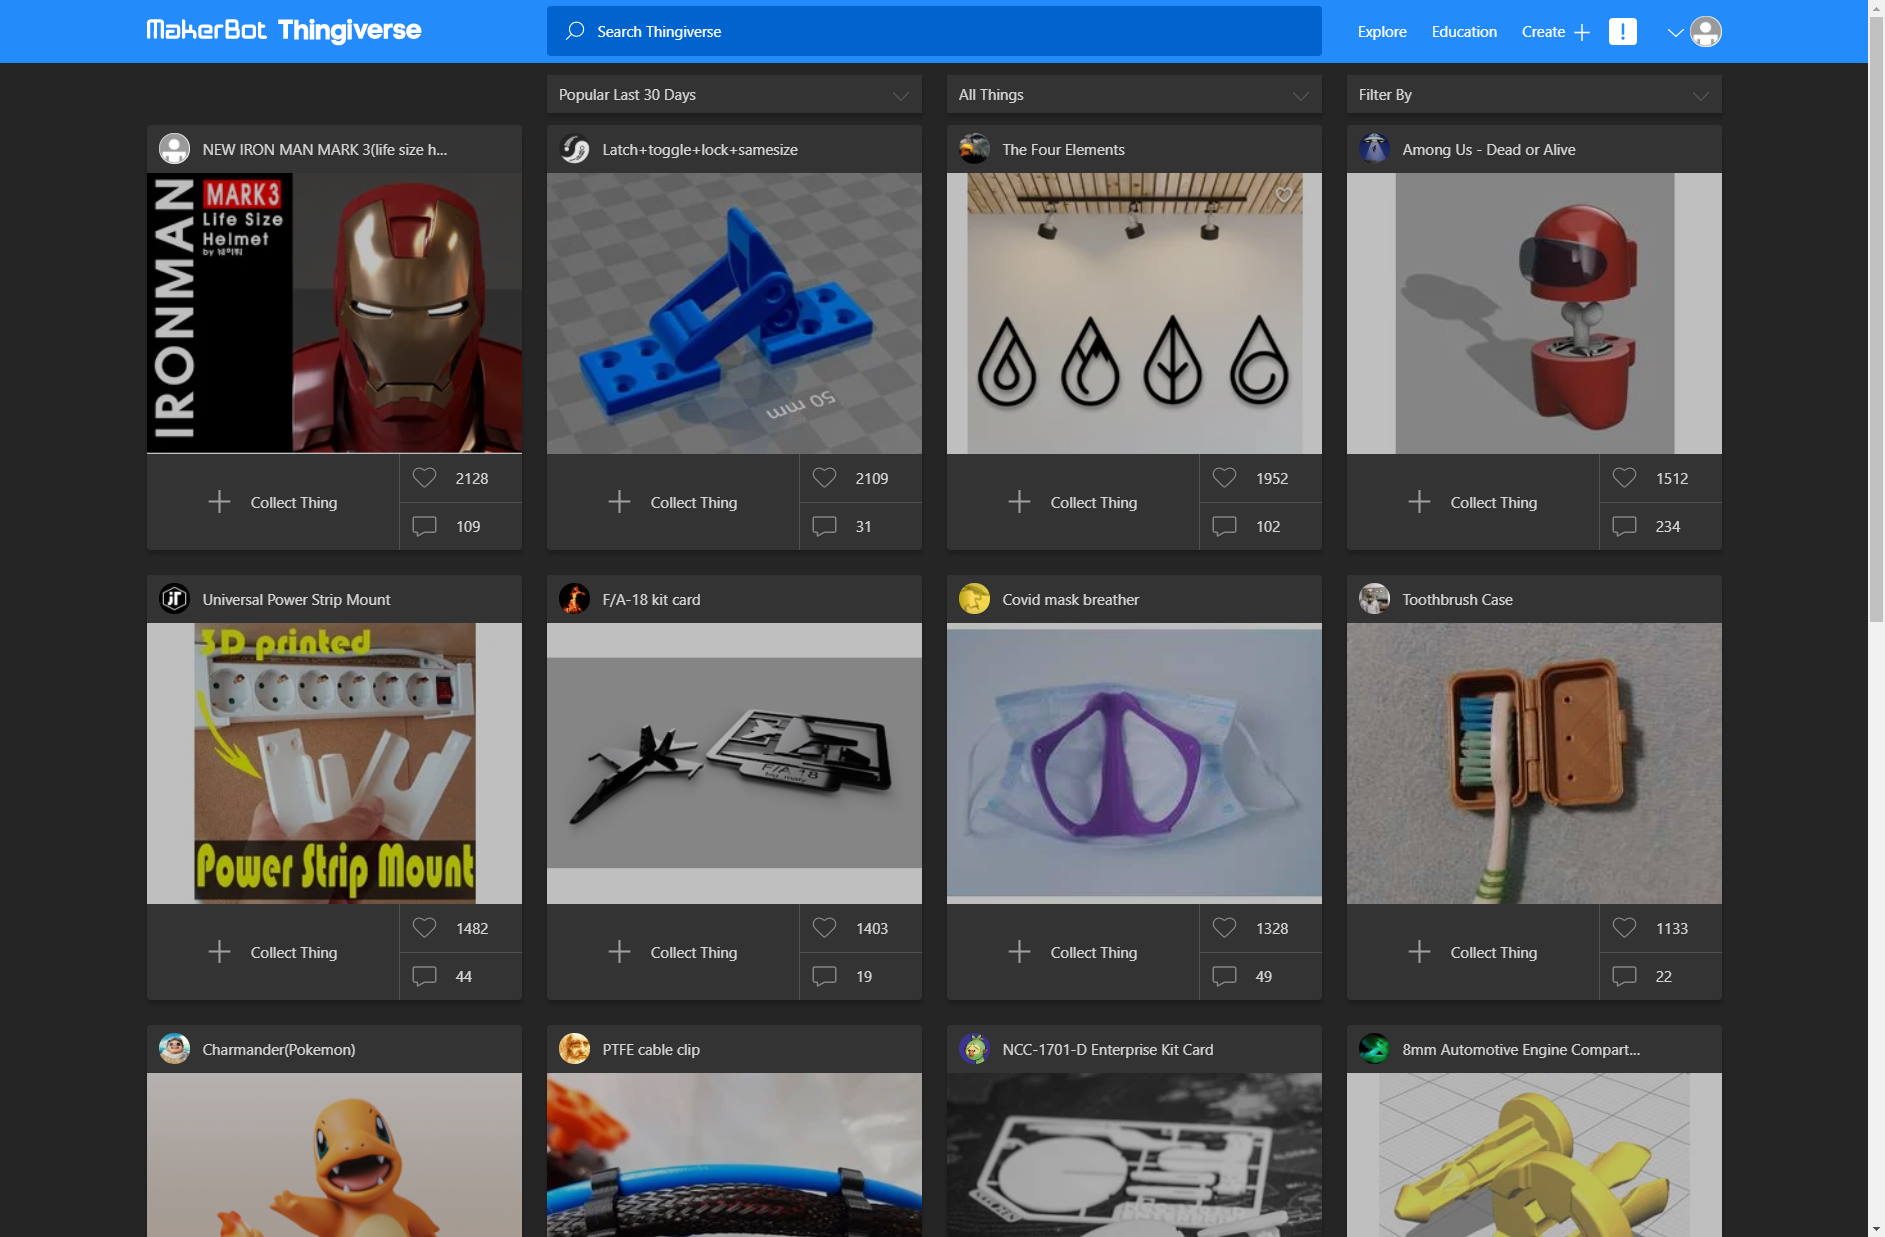 MakerBot Thingiverse
Search Thingiverse
Explore
Education
Create
Popular Last 30 Days
All Things
Filter By
NEW IRON MAN MARK 3(life size h...
Latch+toggle+lock+samesize
The Four Elements
Among Us - Dead or Alive
IRONMAN
MARK3
Life Size
Helmet
50 mm
Collect Thing
2128
109
Collect Thing
2109
31
Collect Thing
1952
102
Collect Thing
1512
234
Universal Power Strip Mount
F/A-18 kit card
Covid mask breather
Toothbrush Case
3D printed
Power Strip Mount
F/A 18
Collect Thing
1482
44
Collect Thing
1403
19
Collect Thing
1328
49
Collect Thing
1133
22
Charmander(Pokemon)
PTFE cable clip
NCC-1701-D Enterprise Kit Card
8mm Automotive Engine Compart...